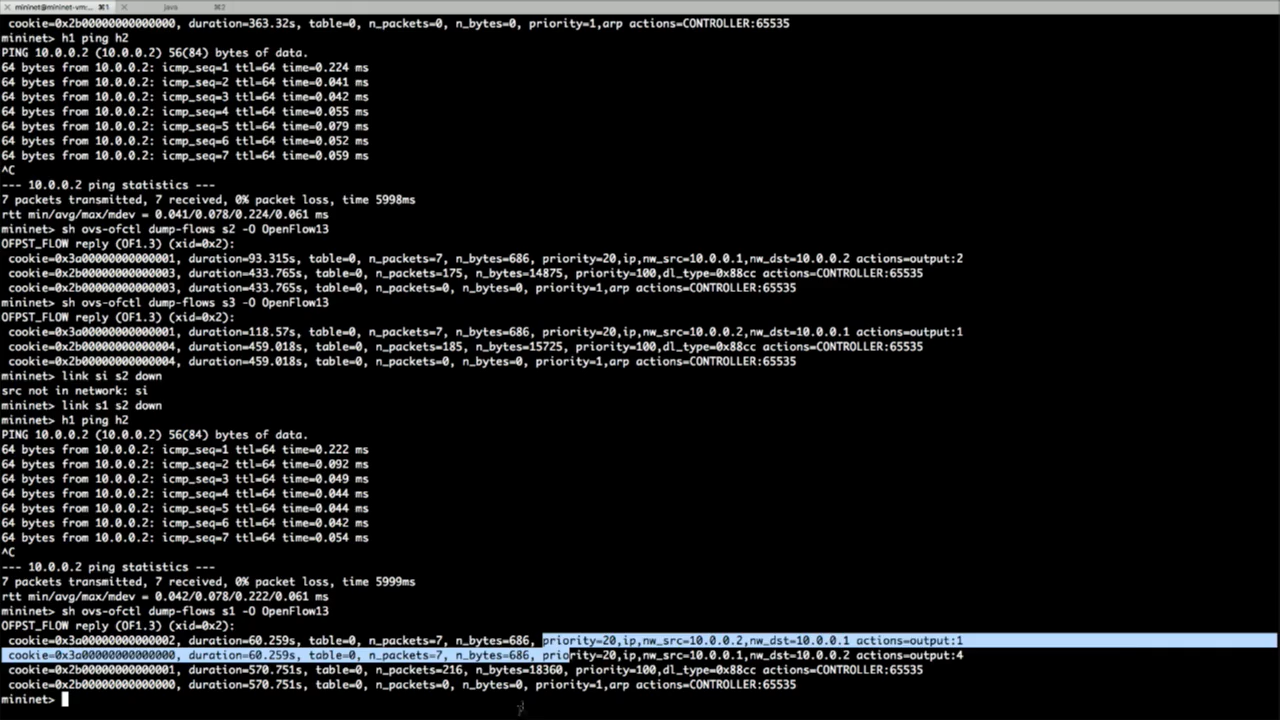 mininet@mininet-vm:... ⌘1 java ⌘2
cookie=0x2b00000000000000, duration=363.32s, table=0, n_packets=0, n_bytes=0, priority=1,arp actions=CONTROLLER:65535
mininet> h1 ping h2
PING 10.0.0.2 (10.0.0.2) 56(84) bytes of data.
64 bytes from 10.0.0.2: icmp_seq=1 ttl=64 time=0.224 ms
64 bytes from 10.0.0.2: icmp_seq=2 ttl=64 time=0.041 ms
64 bytes from 10.0.0.2: icmp_seq=3 ttl=64 time=0.042 ms
64 bytes from 10.0.0.2: icmp_seq=4 ttl=64 time=0.055 ms
64 bytes from 10.0.0.2: icmp_seq=5 ttl=64 time=0.079 ms
64 bytes from 10.0.0.2: icmp_seq=6 ttl=64 time=0.052 ms
64 bytes from 10.0.0.2: icmp_seq=7 ttl=64 time=0.059 ms
^C
--- 10.0.0.2 ping statistics ---
7 packets transmitted, 7 received, 0% packet loss, time 5998ms
rtt min/avg/max/mdev = 0.041/0.078/0.224/0.061 ms
mininet> sh ovs-ofctl dump-flows s2 -O OpenFlow13
OFPST_FLOW reply (OF1.3) (xid=0x2):
cookie=0x3a00000000000001, duration=93.315s, table=0, n_packets=7, n_bytes=686, priority=20,ip,nw_src=10.0.0.1,nw_dst=10.0.0.2 actions=output:2
cookie=0x2b00000000000003, duration=433.765s, table=0, n_packets=175, n_bytes=14875, priority=100,dl_type=0x88cc actions=CONTROLLER:65535
cookie=0x2b00000000000003, duration=433.765s, table=0, n_packets=0, n_bytes=0, priority=1,arp actions=CONTROLLER:65535
mininet> sh ovs-ofctl dump-flows s3 -O OpenFlow13
OFPST_FLOW reply (OF1.3) (xid=0x2):
cookie=0x3a00000000000001, duration=118.57s, table=0, n_packets=7, n_bytes=686, priority=20,ip,nw_src=10.0.0.2,nw_dst=10.0.0.1 actions=output:1
cookie=0x2b00000000000004, duration=459.018s, table=0, n_packets=185, n_bytes=15725, priority=100,dl_type=0x88cc actions=CONTROLLER:65535
cookie=0x2b00000000000004, duration=459.018s, table=0, n_packets=0, n_bytes=0, priority=1,arp actions=CONTROLLER:65535
mininet> link si s2 down
src not in network: si
mininet> link s1 s2 down
mininet> h1 ping h2
PING 10.0.0.2 (10.0.0.2) 56(84) bytes of data.
64 bytes from 10.0.0.2: icmp_seq=1 ttl=64 time=0.222 ms
64 bytes from 10.0.0.2: icmp_seq=2 ttl=64 time=0.092 ms
64 bytes from 10.0.0.2: icmp_seq=3 ttl=64 time=0.049 ms
64 bytes from 10.0.0.2: icmp_seq=4 ttl=64 time=0.044 ms
64 bytes from 10.0.0.2: icmp_seq=5 ttl=64 time=0.044 ms
64 bytes from 10.0.0.2: icmp_seq=6 ttl=64 time=0.042 ms
64 bytes from 10.0.0.2: icmp_seq=7 ttl=64 time=0.054 ms
^C
--- 10.0.0.2 ping statistics ---
7 packets transmitted, 7 received, 0% packet loss, time 5999ms
rtt min/avg/max/mdev = 0.042/0.078/0.222/0.061 ms
mininet> sh ovs-ofctl dump-flows s1 -O OpenFlow13
OFPST_FLOW reply (OF1.3) (xid=0x2):
cookie=0x3a00000000000002, duration=60.259s, table=0, n_packets=7, n_bytes=686, priority=20,ip,nw_src=10.0.0.2,nw_dst=10.0.0.1 actions=output:1
cookie=0x3a00000000000000, duration=60.259s, table=0, n_packets=7, n_bytes=686, priority=20,ip,nw_src=10.0.0.1,nw_dst=10.0.0.2 actions=output:4
cookie=0x2b00000000000001, duration=570.751s, table=0, n_packets=216, n_bytes=18360, priority=100,dl_type=0x88cc actions=CONTROLLER:65535
cookie=0x2b00000000000000, duration=570.751s, table=0, n_packets=0, n_bytes=0, priority=1,arp actions=CONTROLLER:65535
mininet>